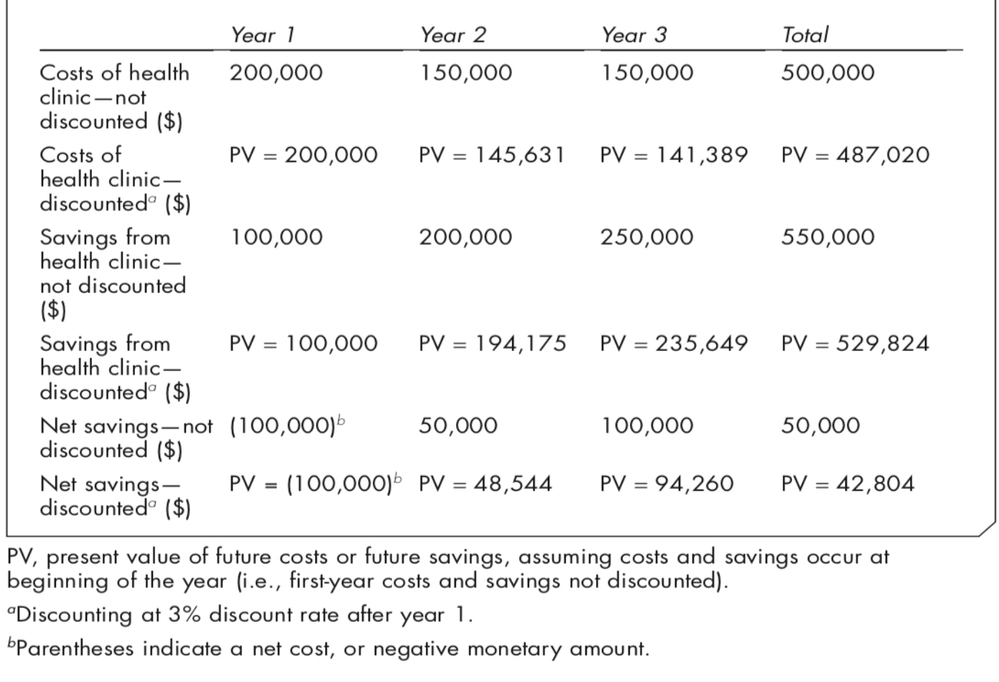 Year 1 Year 2 Year 3 Total
Costs of health 200,000 150,000 150,000 500,000
clinic—not
discounted ($)
Costs of PV = 200,000 PV = 145,631 PV = 141,389 PV = 487,020
health clinic—
discountedᵃ ($)
Savings from 100,000 200,000 250,000 550,000
health clinic—
not discounted
($)
Savings from PV = 100,000 PV = 194,175 PV = 235,649 PV = 529,824
health clinic—
discountedᵃ ($)
Net savings—not (100,000)ᵇ 50,000 100,000 50,000
discounted ($)
Net savings— PV = (100,000)ᵇ PV = 48,544 PV = 94,260 PV = 42,804
discountedᵃ ($)
PV, present value of future costs or future savings, assuming costs and savings occur at
beginning of the year (i.e., first-year costs and savings not discounted).
ᵃDiscounting at 3% discount rate after year 1.
ᵇParentheses indicate a net cost, or negative monetary amount.